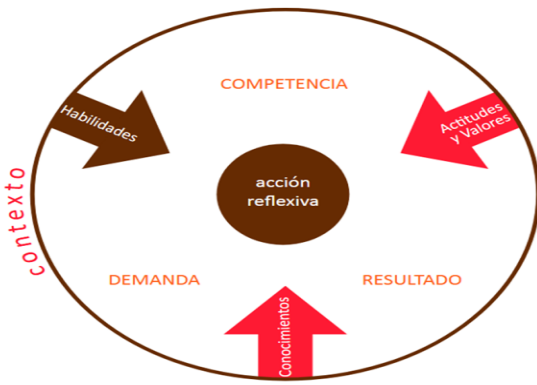 COMPETENCIA
Habilidades
Actitudes
y Valores
acción
reflexiva
contexto
DEMANDA
RESULTADO
Conocimientos